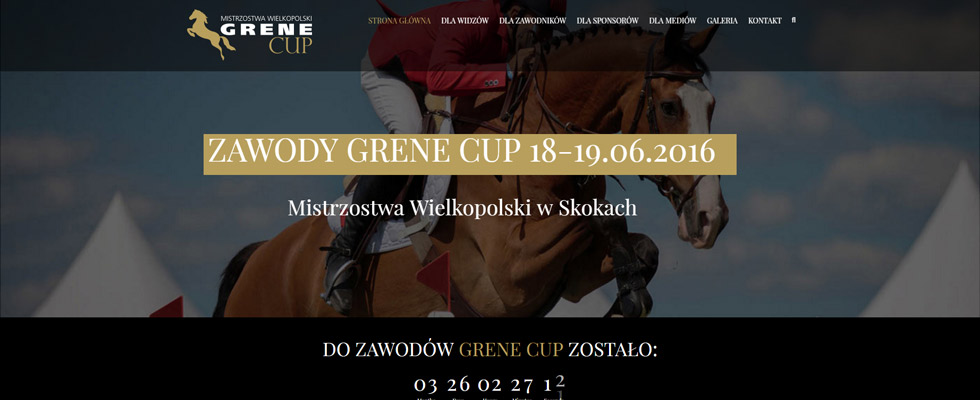 MISTRZOSTWA WIELKOPOLSKI
GRENE
CUP
STRONA GŁÓWNA DLA WIDZÓW DLA ZAWODNIKÓW DLA SPONSORÓW DLA MEDIÓW GALERIA KONTAKT
ZAWODY GRENE CUP 18-19.06.2016
Mistrzostwa Wielkopolski w Skokach
DO ZAWODÓW GRENE CUP ZOSTAŁO:
03 26 02 27 12